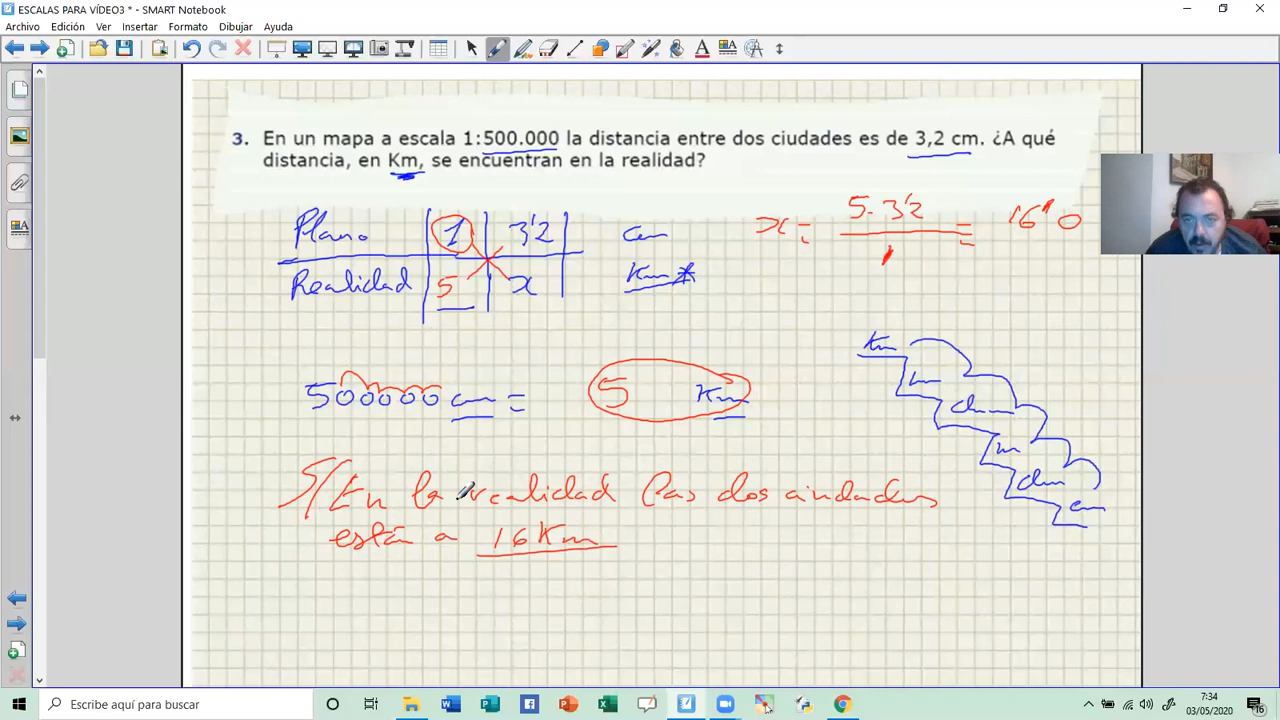 ESCALAS PARA VÍDEO3 * - SMART Notebook
Archivo Edición Ver Insertar Formato Dibujar Ayuda
3. En un mapa a escala 1:500.000 la distancia entre dos ciudades es de 3,2 cm. ¿A qué
distancia, en Km, se encuentran en la realidad?
Plano 1 3'2 cm
Realidad 5 x Km*
x = 5·3'2 / 1 = 16'0
500000 cm = 5 Km
Km
hm
dam
m
dm
cm
S/ En la realidad las dos ciudades
están a 16 Km
Escribe aquí para buscar
7:34
03/05/2020
16